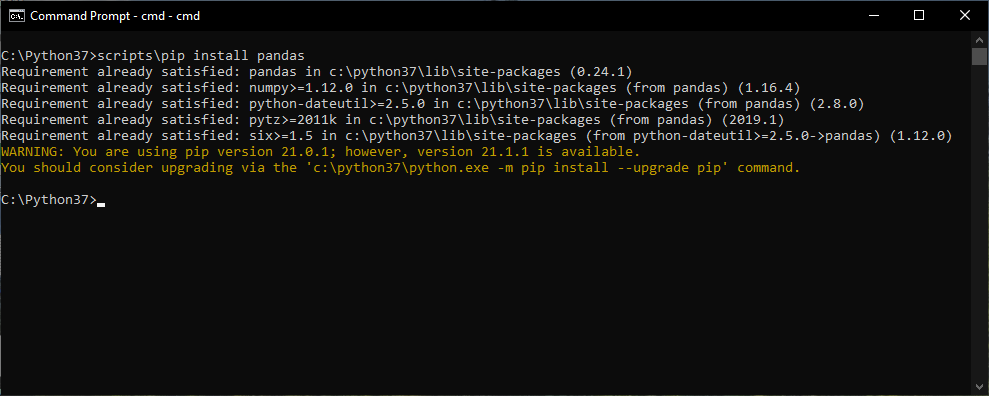 Command Prompt - cmd - cmd
C:\Python37>scripts\pip install pandas
Requirement already satisfied: pandas in c:\python37\lib\site-packages (0.24.1)
Requirement already satisfied: numpy>=1.12.0 in c:\python37\lib\site-packages (from pandas) (1.16.4)
Requirement already satisfied: python-dateutil>=2.5.0 in c:\python37\lib\site-packages (from pandas) (2.8.0)
Requirement already satisfied: pytz>=2011k in c:\python37\lib\site-packages (from pandas) (2019.1)
Requirement already satisfied: six>=1.5 in c:\python37\lib\site-packages (from python-dateutil>=2.5.0->pandas) (1.12.0)
WARNING: You are using pip version 21.0.1; however, version 21.1.1 is available.
You should consider upgrading via the 'c:\python37\python.exe -m pip install --upgrade pip' command.
C:\Python37>